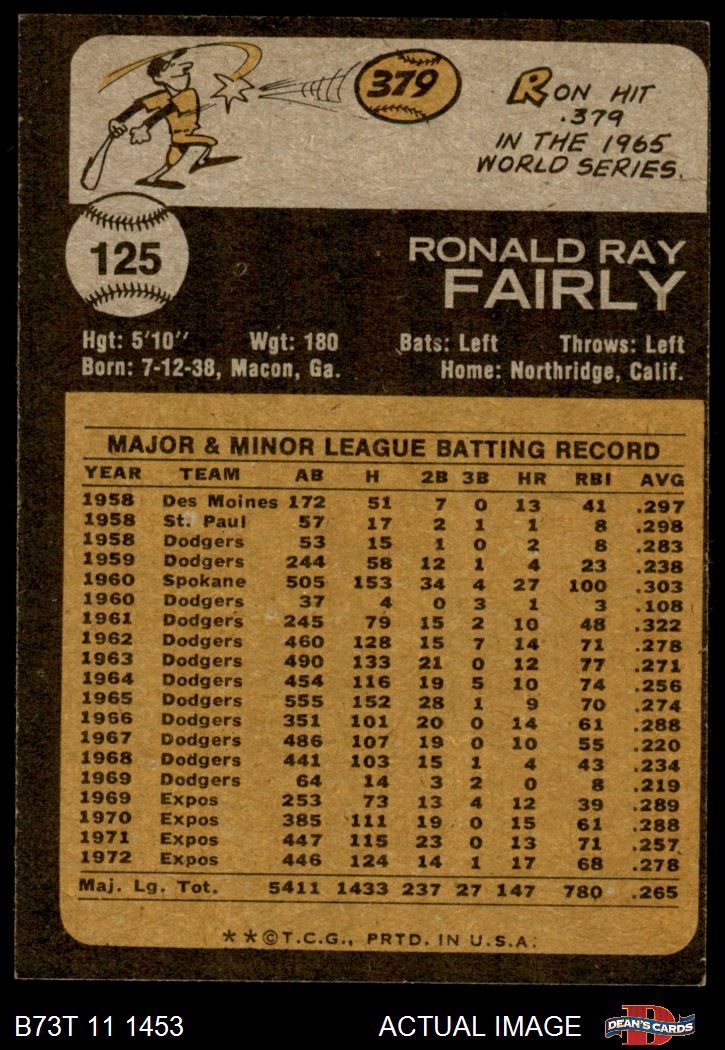 379
RON HIT
.379
IN THE 1965
WORLD SERIES.
125
RONALD RAY
FAIRLY
Hgt: 5'10" Wgt: 180 Bats: Left Throws: Left
Born: 7-12-38, Macon, Ga. Home: Northridge, Calif.
MAJOR & MINOR LEAGUE BATTING RECORD
YEAR TEAM AB H 2B 3B HR RBI AVG
1958 Des Moines 172 51 7 0 13 41 .297
1958 St. Paul 57 17 2 1 1 8 .298
1958 Dodgers 53 15 1 0 2 8 .283
1959 Dodgers 244 58 12 1 4 23 .238
1960 Spokane 505 153 34 4 27 100 .303
1960 Dodgers 37 4 0 3 1 3 .108
1961 Dodgers 245 79 15 2 10 48 .322
1962 Dodgers 460 128 15 7 14 71 .278
1963 Dodgers 490 133 21 0 12 77 .271
1964 Dodgers 454 116 19 5 10 74 .256
1965 Dodgers 555 152 28 1 9 70 .274
1966 Dodgers 351 101 20 0 14 61 .288
1967 Dodgers 486 107 19 0 10 55 .220
1968 Dodgers 441 103 15 1 4 43 .234
1969 Dodgers 64 14 3 2 0 8 .219
1969 Expos 253 73 13 4 12 39 .289
1970 Expos 385 111 19 0 15 61 .288
1971 Expos 447 115 23 0 13 71 .257
1972 Expos 446 124 14 1 17 68 .278
Maj. Lg. Tot. 5411 1433 237 27 147 780 .265
**©T.C.G., PRTD. IN U.S.A.
B73T 11 1453 ACTUAL IMAGE D DEAN'S CARDS